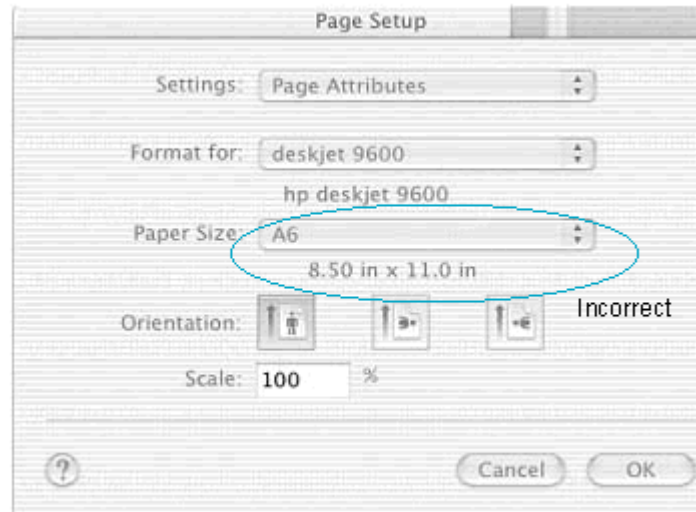 Page Setup
Settings: Page Attributes
Format for: deskjet 9600
hp deskjet 9600
Paper Size A6
8.50 in x 11.0 in
Incorrect
Orientation:
Scale: 100 %
? Cancel OK